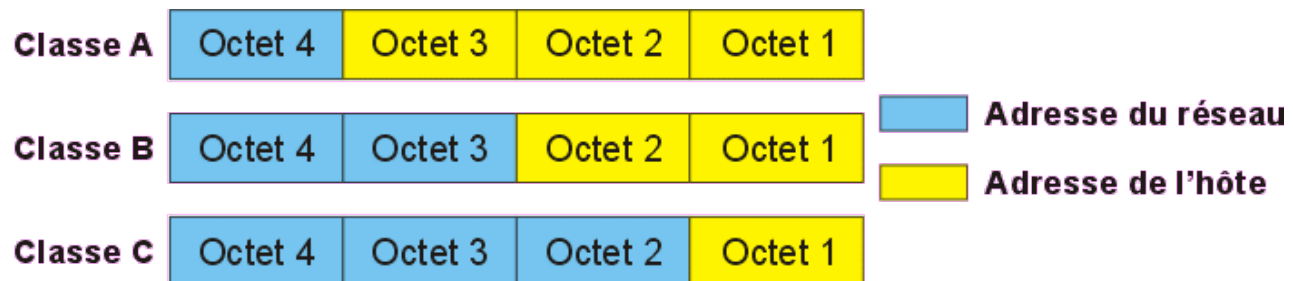 Classe A Octet 4 Octet 3 Octet 2 Octet 1
Classe B Octet 4 Octet 3 Octet 2 Octet 1
Classe C Octet 4 Octet 3 Octet 2 Octet 1
Adresse du réseau
Adresse de l'hôte